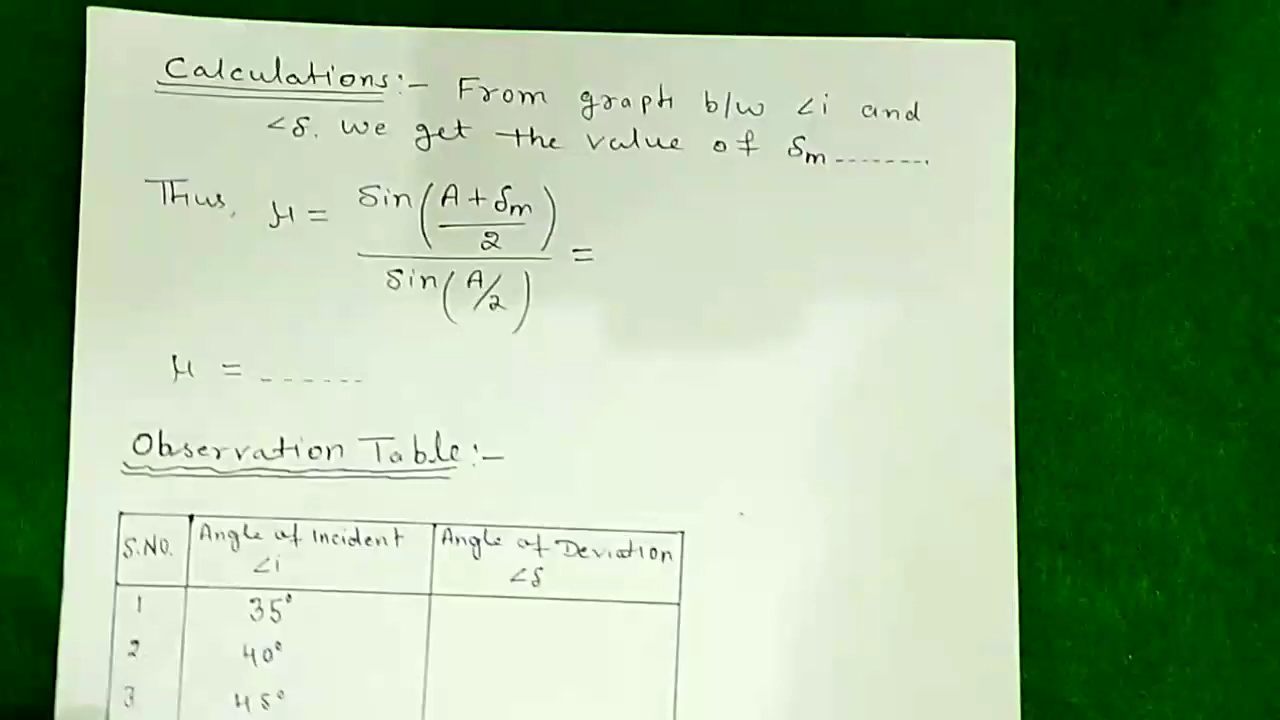 Calculations:- From graph b/w ∠i and
∠δ. we get the value of δm --------.
Thus, μ = sin((A + δm)/2) / sin(A/2) =
μ = ------
Observation Table:-
S.NO. Angle of Incident ∠i Angle of Deviation ∠δ
1 35°
2 40°
3 45°